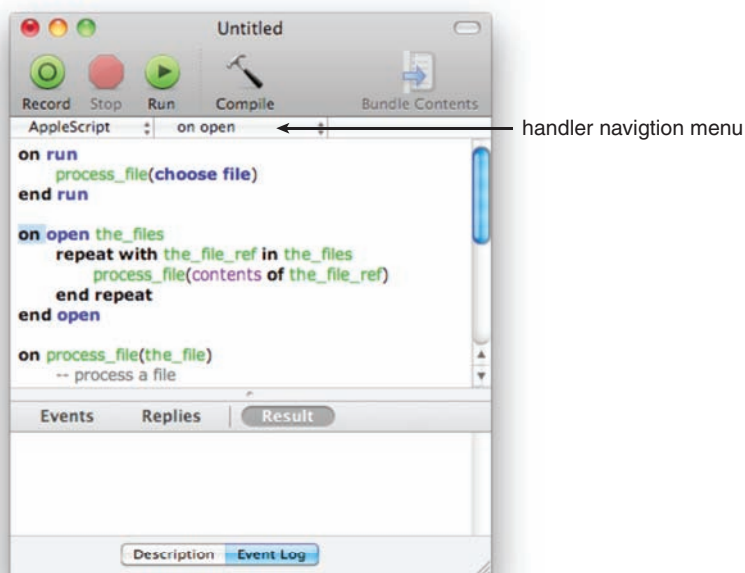 Untitled
Record Stop Run Compile Bundle Contents
AppleScript on open
handler navigtion menu
on run
process_file(choose file)
end run
on open the_files
repeat with the_file_ref in the_files
process_file(contents of the_file_ref)
end repeat
end open
on process_file(the_file)
-- process a file
Events Replies Result
Description Event Log